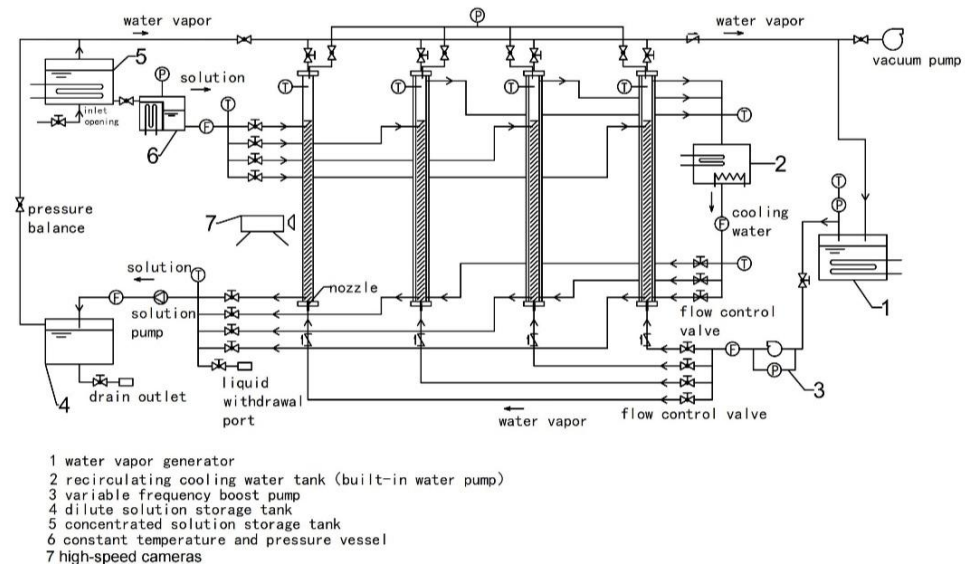 water vapor
P
water vapor
5
vacuum pump
P
solution
T
T
T
T
T
inlet
opening
F
T
6
2
T
P
7
pressure
balance
F
cooling
water
solution
T
T
nozzle
F
solution
pump
flow control
valve
1
F
P
3
4
drain outlet
liquid
withdrawal
port
water vapor
flow control valve
1 water vapor generator
2 recirculating cooling water tank (built-in water pump)
3 variable frequency boost pump
4 dilute solution storage tank
5 concentrated solution storage tank
6 constant temperature and pressure vessel
7 high-speed cameras